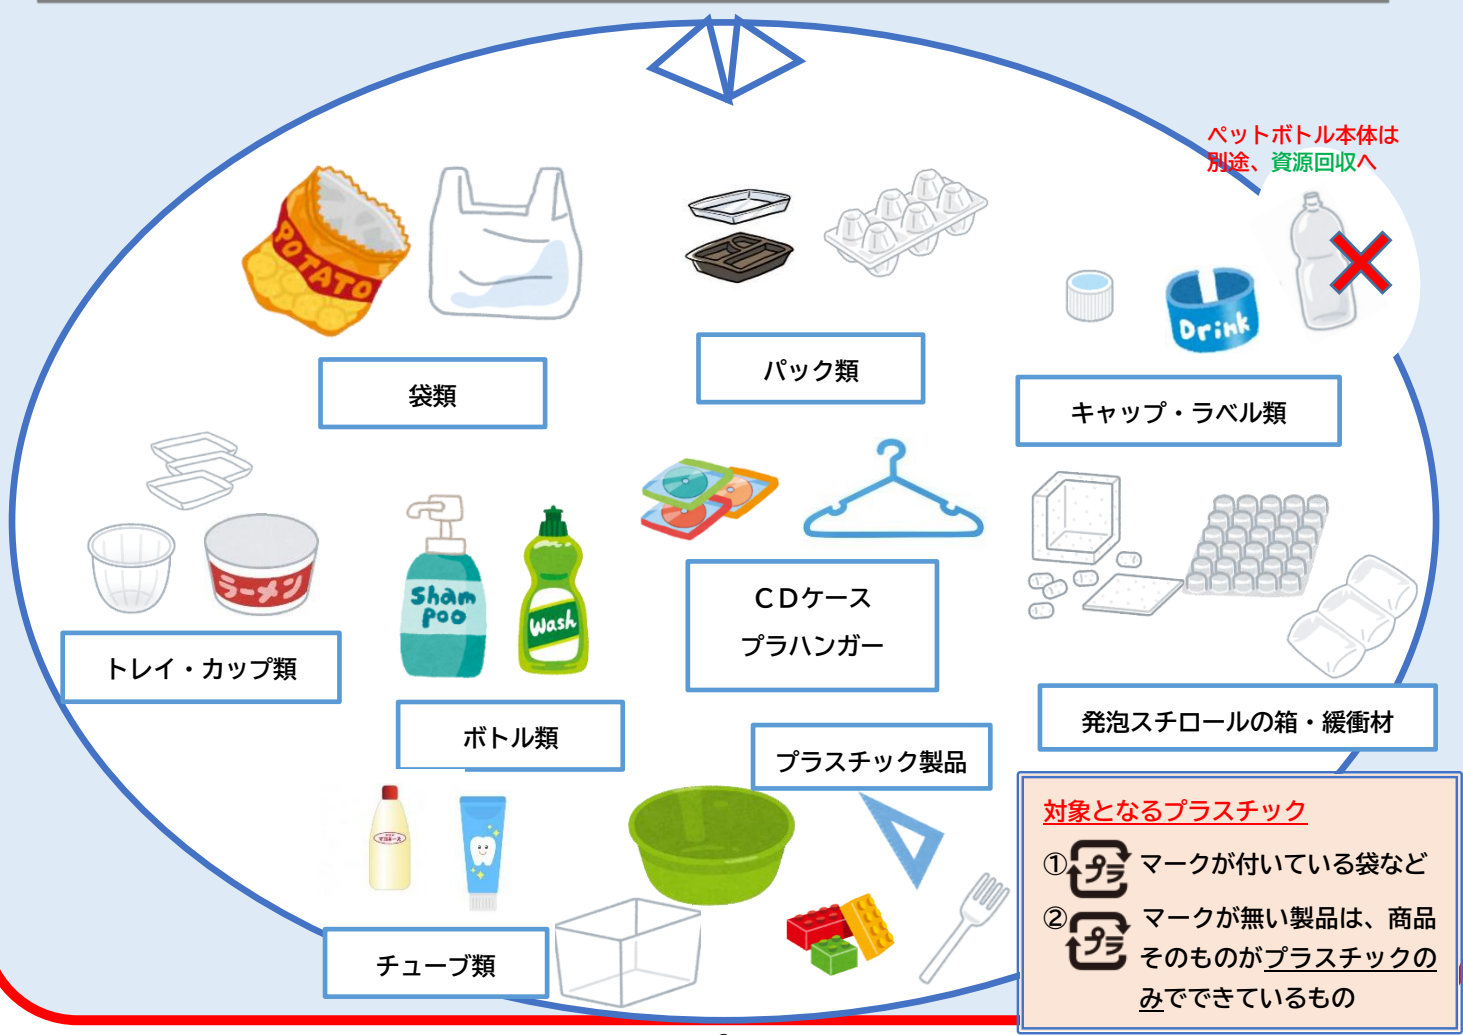 ペットボトル本体は
別途、資源回収へ
POTATO
Drink
袋類
パック類
キャップ・ラベル類
ラーメン
Sham
poo
Wash
CDケース
プラハンガー
トレイ・カップ類
ボトル類
発泡スチロールの箱・緩衝材
プラスチック製品
マヨネーズ
チューブ類
対象となるプラスチック
①プラ マークが付いている袋など
②プラ マークが無い製品は、商品
そのものがプラスチックの
みでできているもの